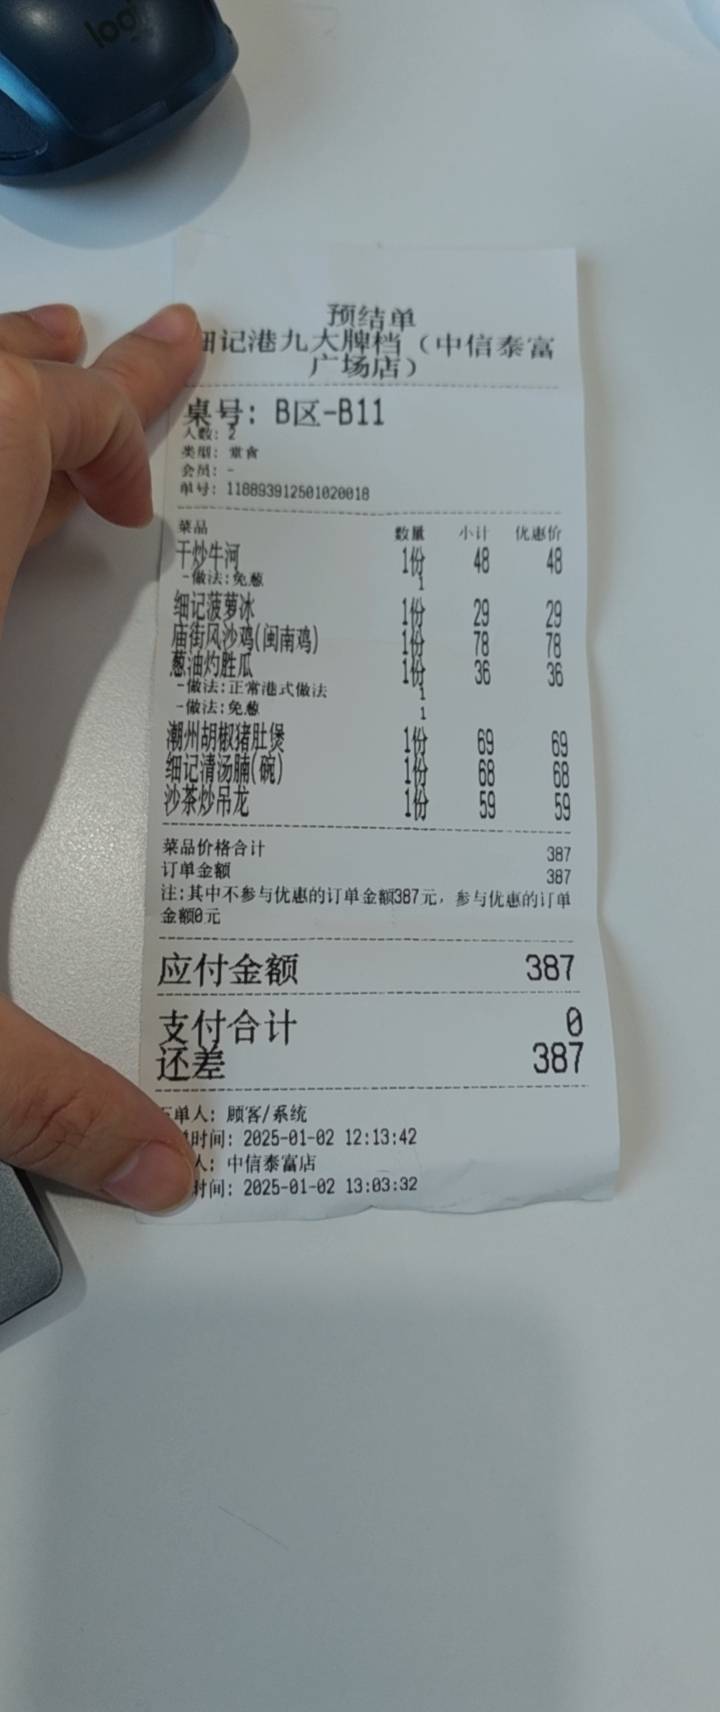 logi
预结单
细记港九大牌档（中信泰富
广场店）
桌号: B区-B11
人数: 2
类型: 堂食
会员: -
单号: 118893912501020018
菜品 数量 小计 优惠价
干炒牛河 1份 48 48
-做法:免葱 1
细记菠萝冰 1份 29 29
庙街风沙鸡(闽南鸡) 1份 78 78
葱油灼胜瓜 1份 36 36
-做法:正常港式做法 1
-做法:免葱 1
潮州胡椒猪肚煲 1份 69 69
细记清汤腩(碗) 1份 68 68
沙茶炒吊龙 1份 59 59
菜品价格合计 387
订单金额 387
注:其中不参与优惠的订单金额387元，参与优惠的订单
金额0元
应付金额 387
支付合计 0
还差 387
下单人: 顾客/系统
时间: 2025-01-02 12:13:42
人: 中信泰富店
时间: 2025-01-02 13:03:32